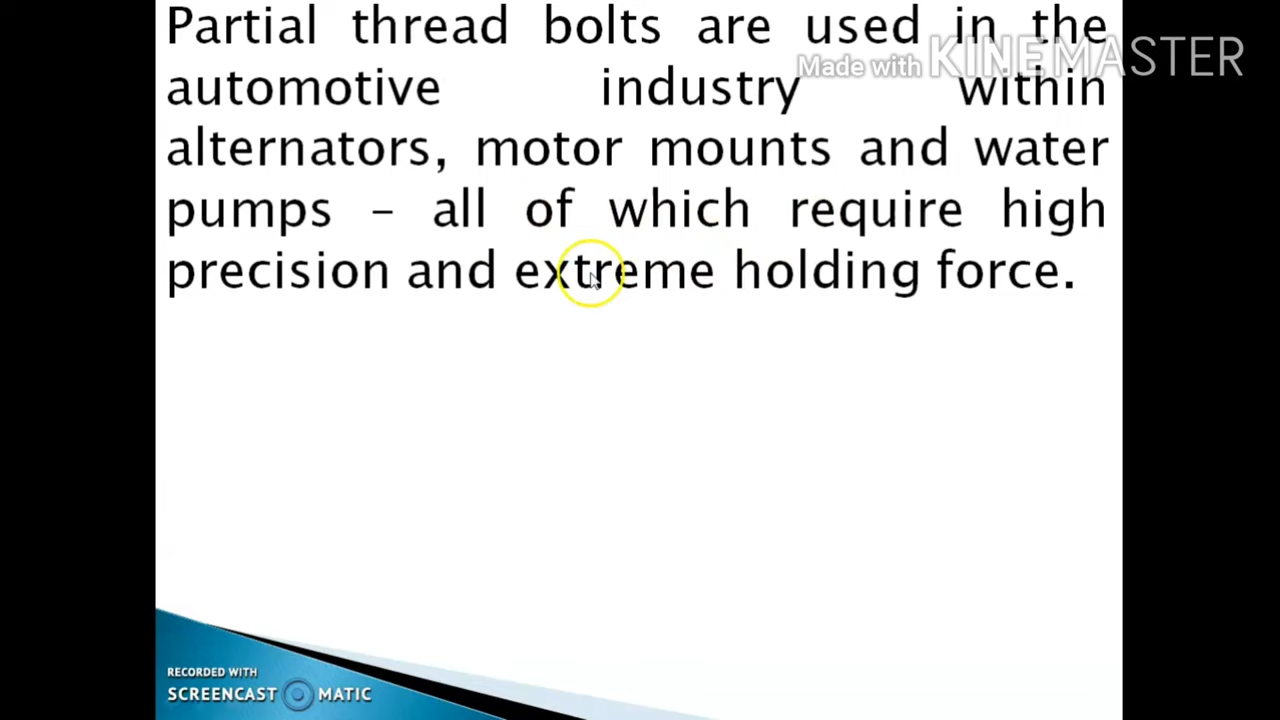 Partial thread bolts are used in the
Made with KINEMASTER
automotive industry within
alternators, motor mounts and water
pumps – all of which require high
precision and extreme holding force.
RECORDED WITH
SCREENCAST MATIC